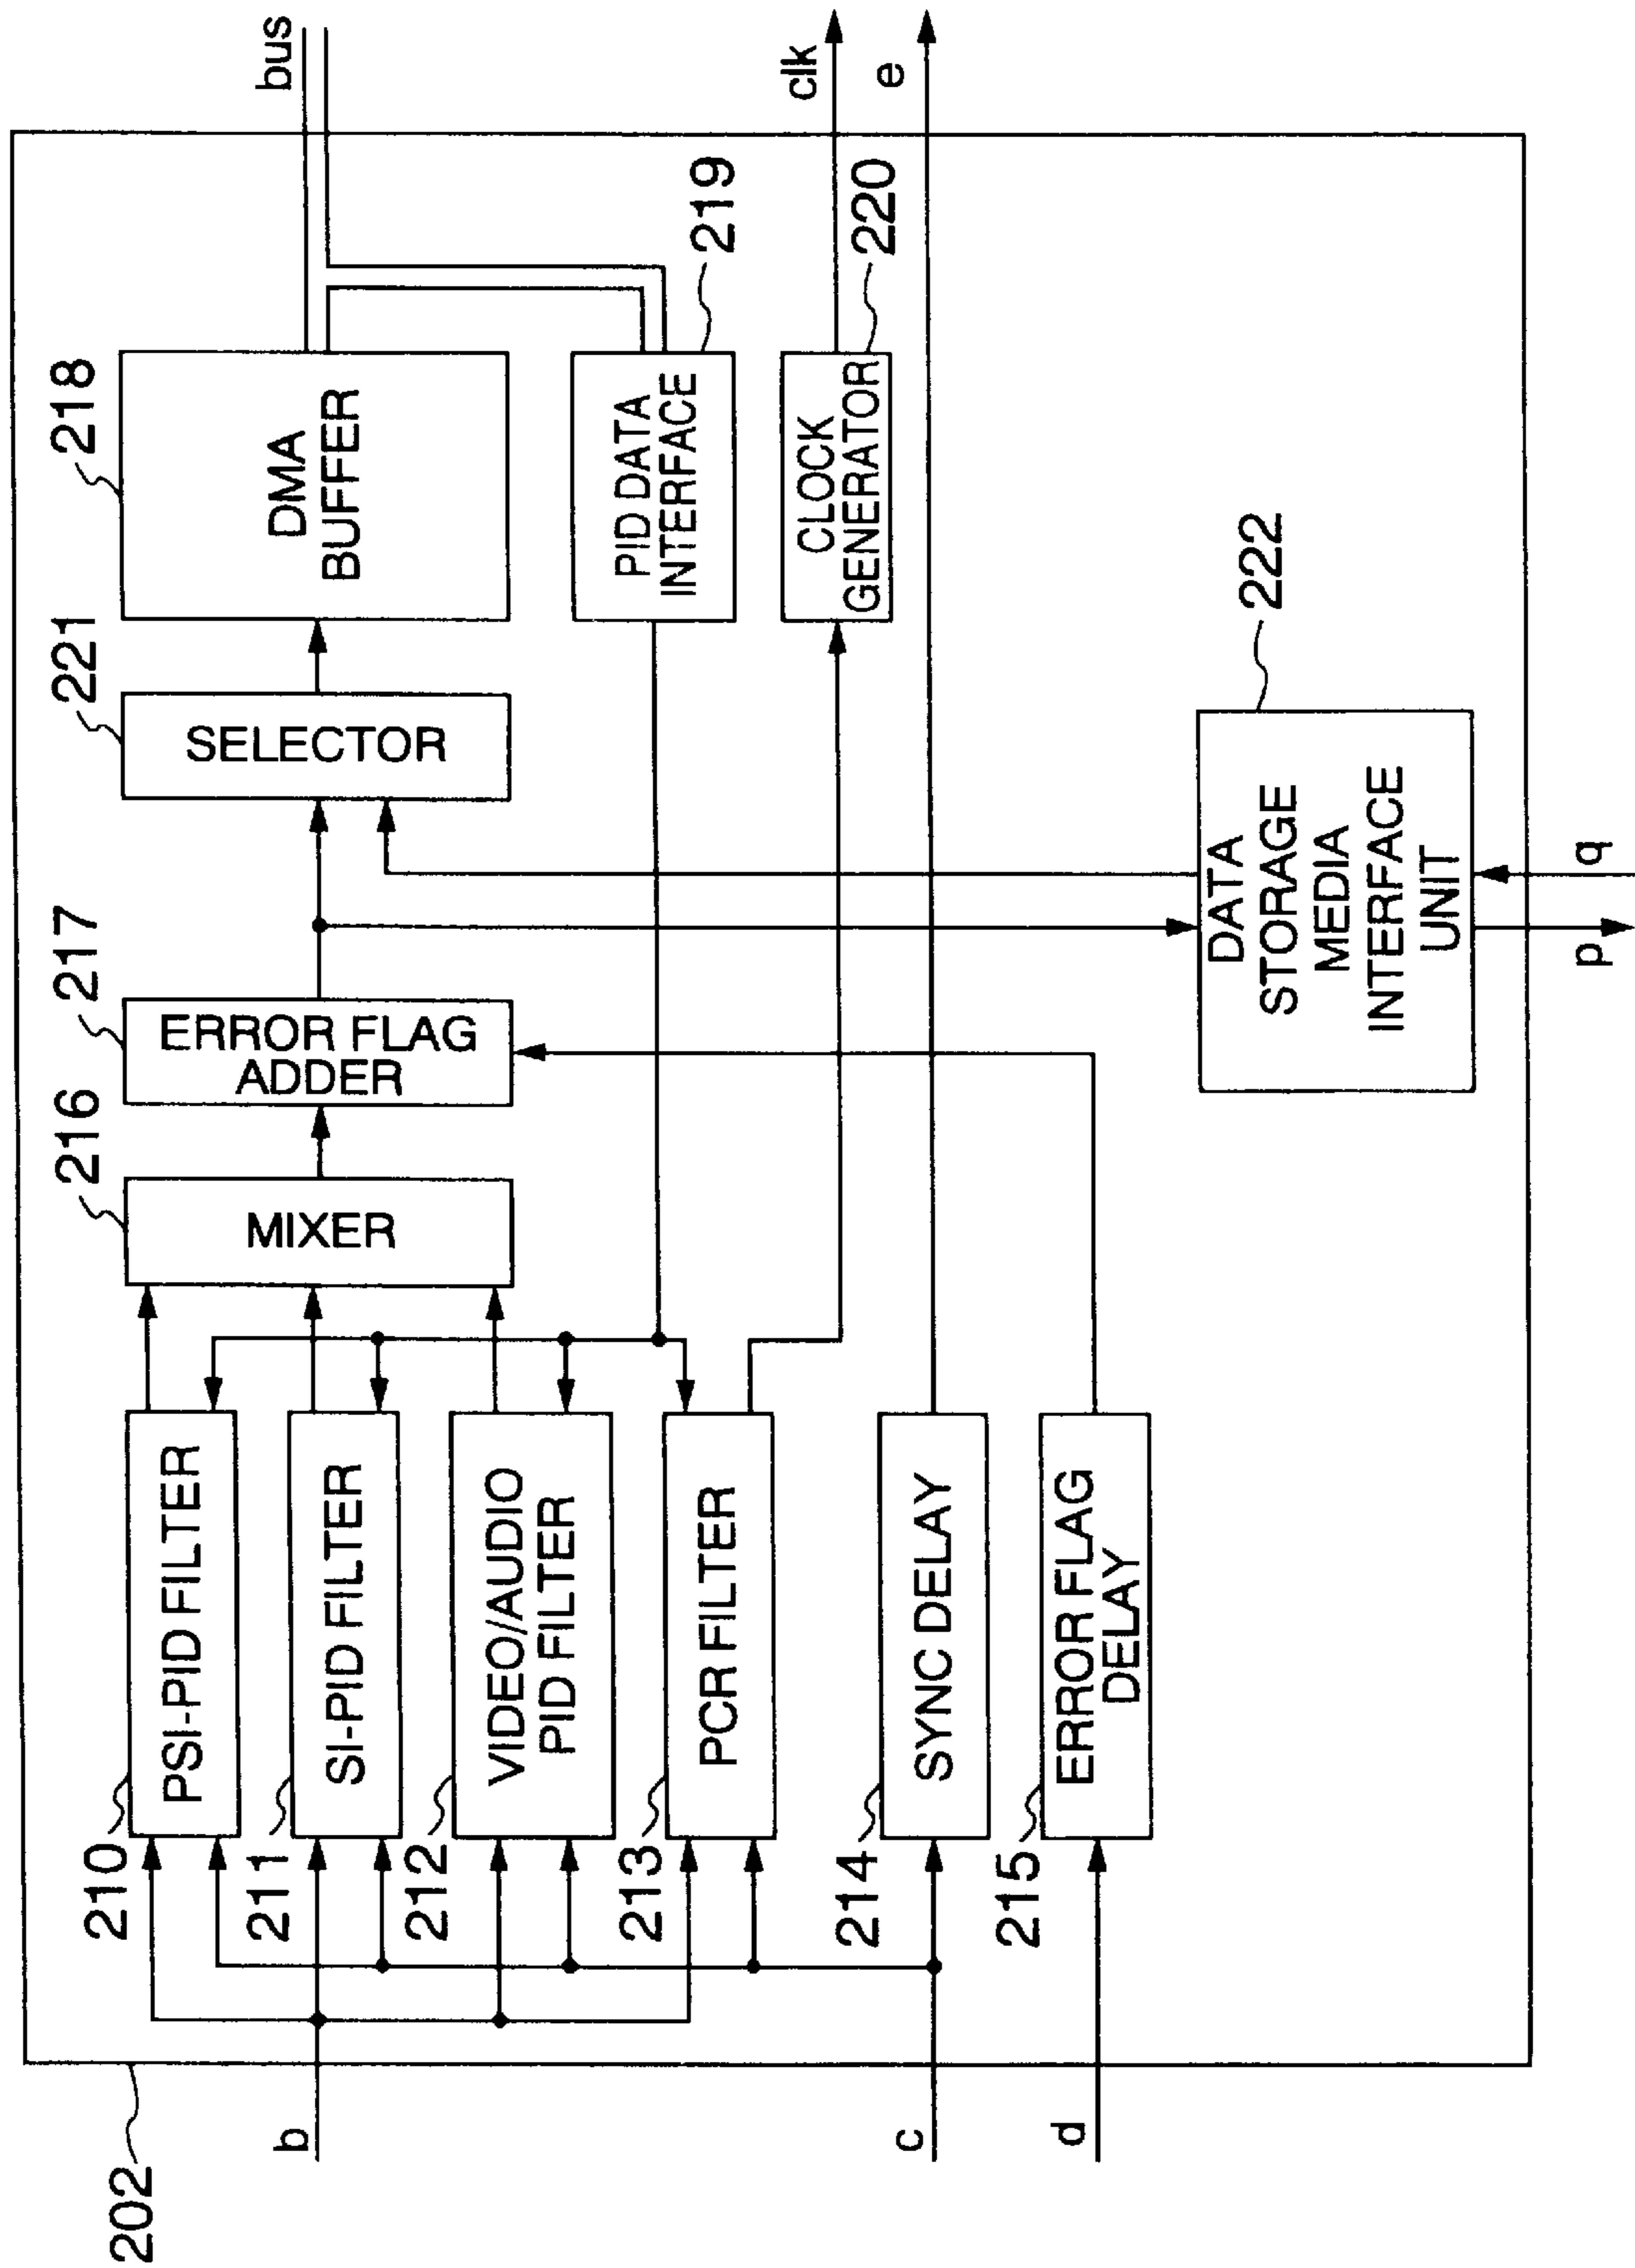 202
b
c
d
210
PSI-PID FILTER
211
SI-PID FILTER
212
VIDEO/AUDIO
PID FILTER
213
PCR FILTER
214
SYNC DELAY
215
ERROR FLAG
DELAY
216
MIXER
217
ERROR FLAG
ADDER
221
SELECTOR
218
DMA
BUFFER
219
PID DATA
INTERFACE
220
CLOCK
GENERATOR
222
DATA
STORAGE
MEDIA
INTERFACE
UNIT
bus
clk
e
p
q